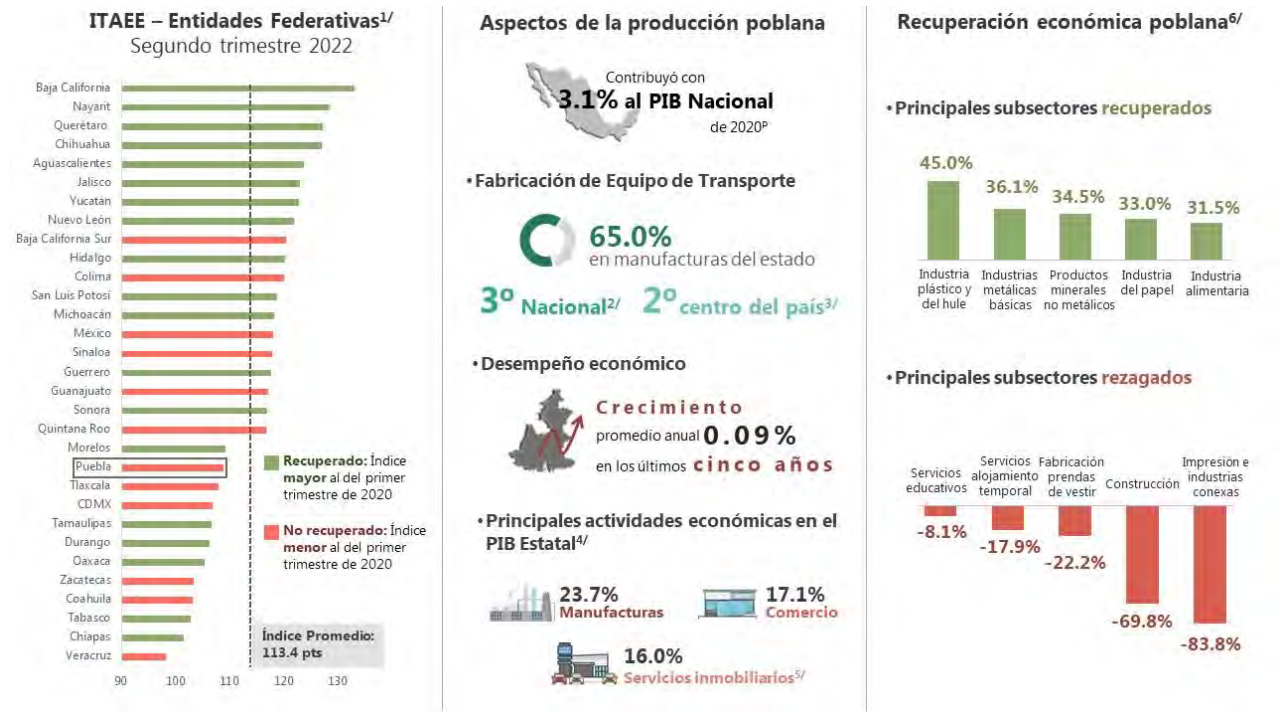 ITAEE – Entidades Federativas1/
Segundo trimestre 2022
Baja California
Nayarit
Querétaro
Chihuahua
Aguascalientes
Jalisco
Yucatán
Nuevo León
Baja California Sur
Hidalgo
Colima
San Luis Potosí
Michoacán
México
Sinaloa
Guerrero
Guanajuato
Sonora
Quintana Roo
Morelos
Puebla
Tlaxcala
CDMX
Tamaulipas
Durango
Oaxaca
Zacatecas
Coahuila
Tabasco
Chiapas
Veracruz
90 100 110 120 130
Recuperado: Índice
mayor al del primer
trimestre de 2020
No recuperado: Índice
menor al del primer
trimestre de 2020
Índice Promedio:
113.4 pts
Aspectos de la producción poblana
Contribuyó con
3.1% al PIB Nacional
de 2020ᴾ
• Fabricación de Equipo de Transporte
65.0%
en manufacturas del estado
3º Nacional2/ 2º centro del país3/
• Desempeño económico
Crecimiento
promedio anual 0.09%
en los últimos cinco años
• Principales actividades económicas en el
PIB Estatal4/
23.7%
Manufacturas
17.1%
Comercio
16.0%
Servicios inmobiliarios5/
Recuperación económica poblana6/
• Principales subsectores recuperados
45.0%
36.1%
34.5%
33.0%
31.5%
Industria
plástico y
del hule
Industrias
metálicas
básicas
Productos
minerales
no metálicos
Industria
del papel
Industria
alimentaria
• Principales subsectores rezagados
Servicios
educativos
Servicios
alojamiento
temporal
Fabricación
prendas
de vestir
Construcción
Impresión e
industrias
conexas
-8.1%
-17.9%
-22.2%
-69.8%
-83.8%